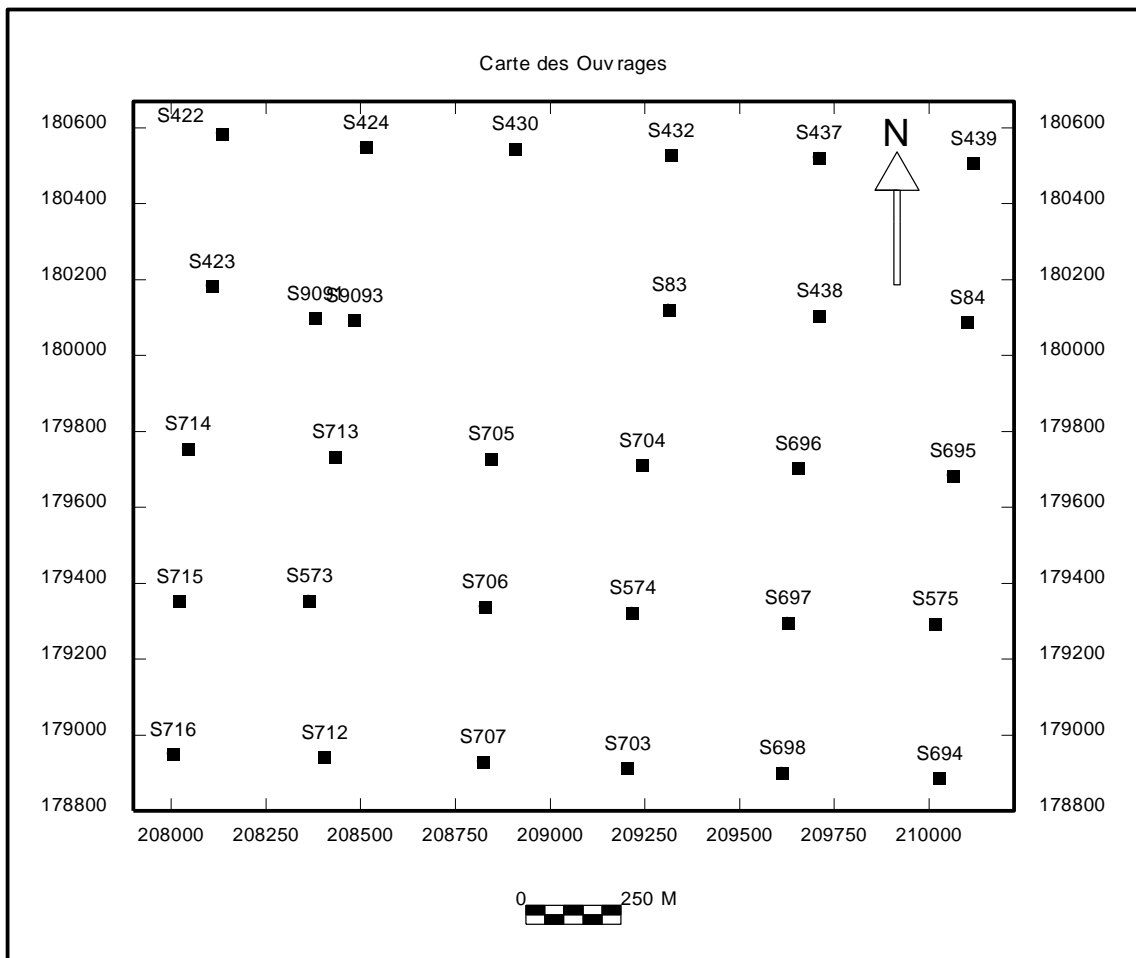 Carte des Ouvrages
180600 S422 S424 S430 S432 S437 N S439 180600
180400 180400
180200 S423 S9091 S9093 S83 S438 S84 180200
180000 180000
179800 S714 S713 S705 S704 S696 S695 179800
179600 179600
179400 S715 S573 S706 S574 S697 S575 179400
179200 179200
179000 S716 S712 S707 S703 S698 S694 179000
178800 178800
208000 208250 208500 208750 209000 209250 209500 209750 210000
0 250 M